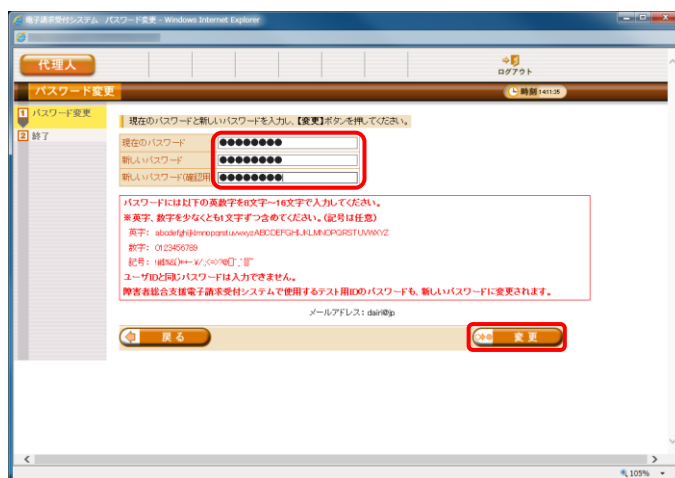 電子請求受付システム パスワード変更 - Windows Internet Explorer
代理人
ログアウト
パスワード変更
時刻 14:11:35
1 パスワード変更
2 終了
現在のパスワードと新しいパスワードを入力し、【変更】ボタンを押してください。
現在のパスワード ●●●●●●●●
新しいパスワード ●●●●●●●●
新しいパスワード(確認用 ●●●●●●●●
パスワードには以下の英数字を8文字～16文字で入力してください。
※英字、数字を少なくとも1文字ずつ含めてください。(記号は任意)
英字: abcdefghijklmnopqrstuvwxyzABCDEFGHIJKLMNOPQRSTUVWXYZ
数字: 0123456789
記号:
ユーザIDと同じパスワードは入力できません。
障害者総合支援電子請求受付システムで使用するテスト用IDのパスワードも、新しいパスワードに変更されます。
メールアドレス: dairi@jp
戻る
変更
105%